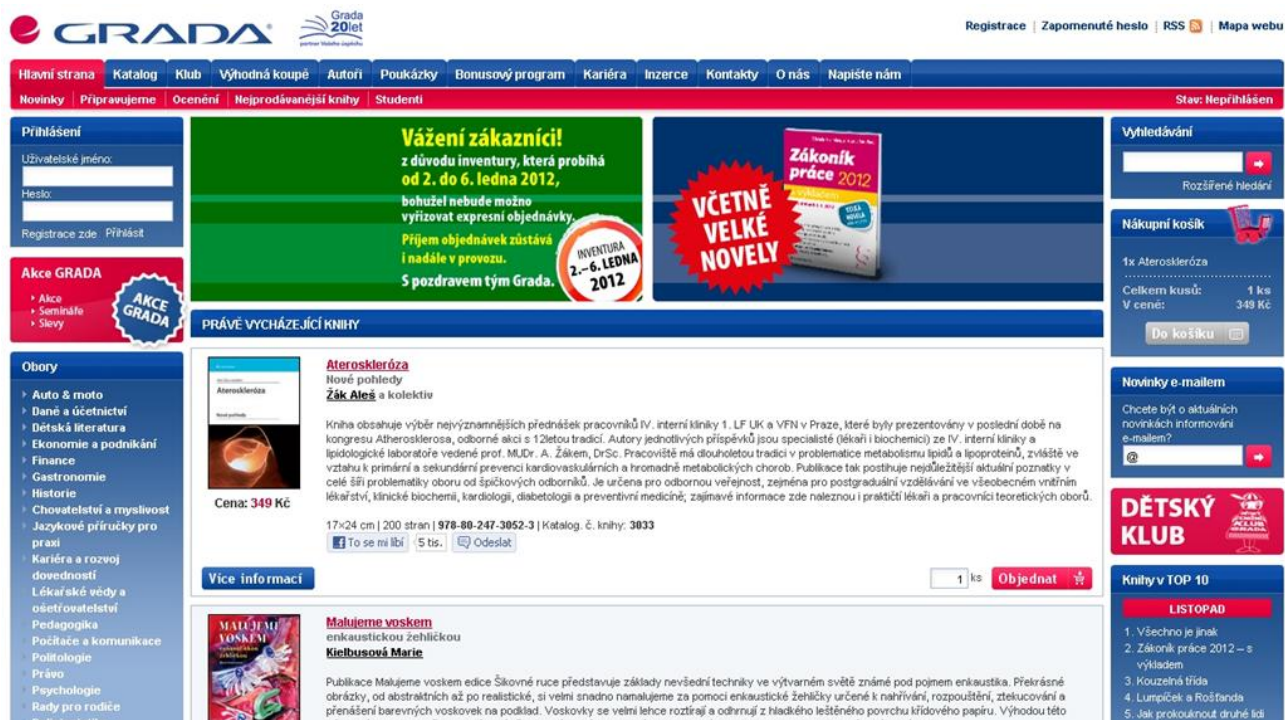 GRADA
Grada
20let
partner Vašeho úspěchu
Registrace | Zapomenuté heslo | RSS | Mapa webu
Hlavní strana Katalog Klub Výhodná koupě Autoři Poukázky Bonusový program Kariéra Inzerce Kontakty O nás Napište nám
Novinky Připravujeme Ocenění Nejprodávanější knihy Studenti
Stav: Nepřihlášen
Přihlášení
Uživatelské jméno:
Heslo:
Registrace zde Přihlásit
Akce GRADA
Akce
Semináře
Slevy
AKCE
GRADA
Obory
Auto & moto
Daně a účetnictví
Dětská literatura
Ekonomie a podnikání
Finance
Gastronomie
Historie
Chovatelství a myslivost
Jazykové příručky pro
praxi
Kariéra a rozvoj
dovedností
Lékařské vědy a
ošetřovatelství
Pedagogika
Počítače a komunikace
Politologie
Právo
Psychologie
Rady pro rodiče
Vážení zákazníci!
z důvodu inventury, která probíhá
od 2. do 6. ledna 2012,
bohužel nebude možno
vyřizovat expresní objednávky.
Příjem objednávek zůstává
i nadále v provozu.
S pozdravem tým Grada.
INVENTURA
2.–6. LEDNA
2012
VČETNĚ
VELKÉ
NOVELY
Zákoník
práce 2012
s výkladem
PRÁVĚ VYCHÁZEJÍCÍ KNIHY
Ateroskleróza
Nové pohledy
Cena: 349 Kč
Ateroskleróza
Nové pohledy
Žák Aleš a kolektiv
Kniha obsahuje výběr nejvýznamnějších přednášek pracovníků IV. interní kliniky 1. LF UK a VFN v Praze, které byly prezentovány v poslední době na
kongresu Atherosklerosa, odborné akci s 12letou tradicí. Autory jednotlivých příspěvků jsou specialisté (lékaři i biochemici) ze IV. interní kliniky a
lipidologické laboratoře vedené prof. MUDr. A. Žákem, DrSc. Pracoviště má dlouholetou tradici v problematice metabolismu lipidů a lipoproteinů, zvláště ve
vztahu k primární a sekundární prevenci kardiovaskulárních a hromadně metabolických chorob. Publikace tak postihuje nejdůležitější aktuální poznatky v
celé šíři problematiky oboru od špičkových odborníků. Je určena pro odbornou veřejnost, zejména pro postgraduální vzdělávání ve všeobecném vnitřním
lékařství, klinické biochemii, kardiologii, diabetologii a preventivní medicíně; zajímavé informace zde naleznou i praktičtí lékaři a pracovníci teoretických oborů.
17×24 cm | 200 stran | 978-80-247-3052-3 | Katalog. č. knihy: 3033
To se mi líbí 5 tis. Odeslat
Více informací
1 ks Objednat
MALUJEME
VOSKEM
enkaustickou
žehličkou
Malujeme voskem
enkaustickou žehličkou
Kielbusová Marie
Publikace Malujeme voskem edice Šikovné ruce představuje základy nevšední techniky ve výtvarném světě známé pod pojmem enkaustika. Překrásné
obrázky, od abstraktních až po realistické, si velmi snadno namalujeme za pomoci enkaustické žehličky určené k nahřívání, rozpouštění, ztekucování a
přenášení barevných voskovek na podklad. Voskovky se velmi lehce roztírají a odhrnují z hladkého leštěného povrchu křídového papíru. Výhodou této
Vyhledávání
Rozšířené hledání
Nákupní košík
1x Ateroskleróza
Celkem kusů: 1 ks
V ceně: 349 Kč
Do košíku
Novinky e-mailem
Chcete být o aktuálních
novinkách informováni
e-mailem?
@
DĚTSKÝ
KLUB
Knihy v TOP 10
LISTOPAD
1. Všechno je jinak
2. Zákoník práce 2012 – s
výkladem
3. Kouzelná třída
4. Lumpíček a Rošťanda
5. Jak prokouknout druhé lidi